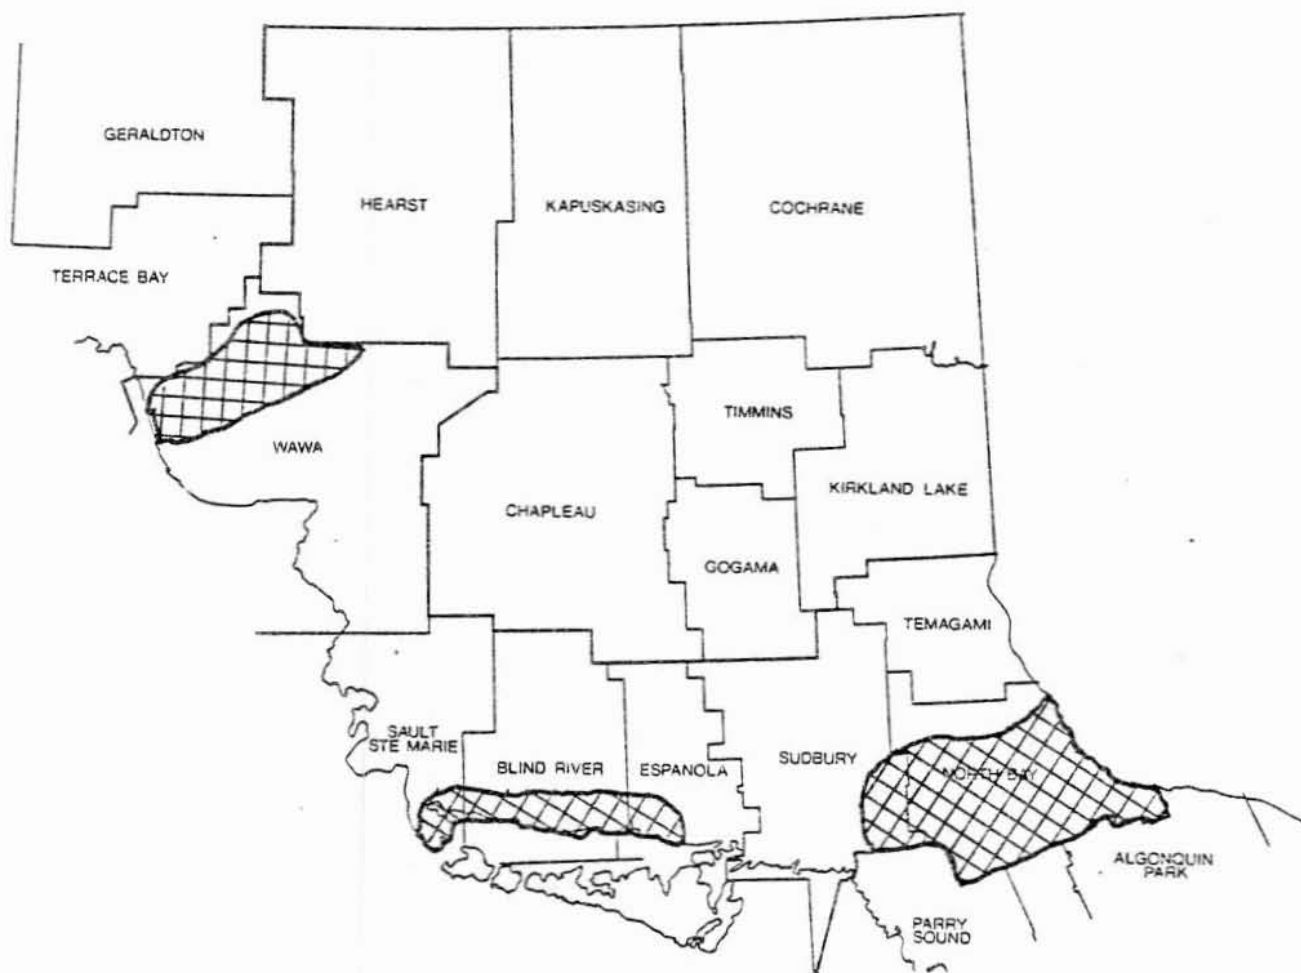 GERALDTON
HEARST
KAPUSKASING
COCHRANE
TERRACE BAY
TIMMINS
WAWA
KIRKLAND LAKE
CHAPLEAU
GOGAMA
TEMAGAMI
SAULT
STE MARIE
BLIND RIVER
ESPANOLA
SUDBURY
NORTH BAY
ALGONQUIN
PARK
PARRY
SOUND